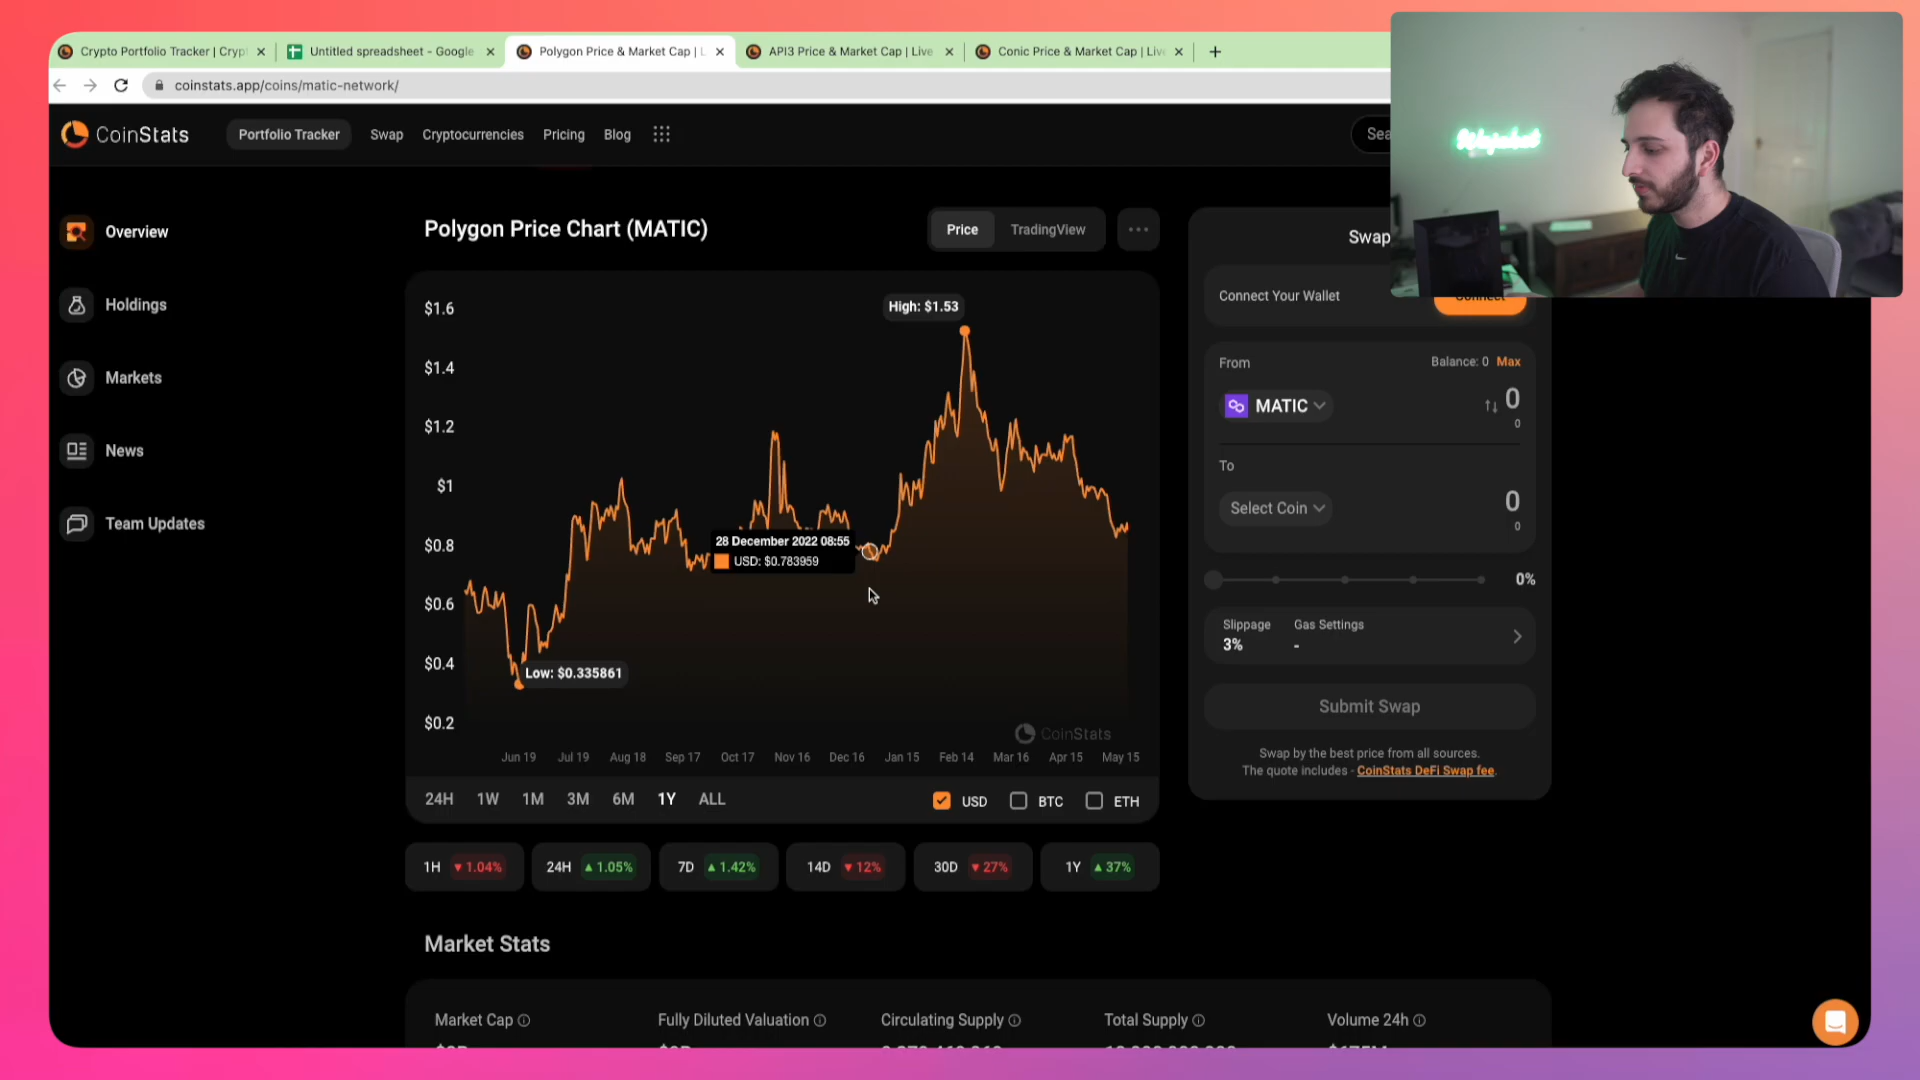 Crypto Portfolio Tracker | Cryp
Untitled spreadsheet - Google
Polygon Price & Market Cap | L
API3 Price & Market Cap | Live
Conic Price & Market Cap | Liv
coinstats.app/coins/matic-network/
CoinStats
Portfolio Tracker
Swap
Cryptocurrencies
Pricing
Blog
Sea
Overview
Holdings
Markets
News
Team Updates
Polygon Price Chart (MATIC)
Price
TradingView
High: $1.53
$1.6
$1.4
$1.2
$1
$0.8
$0.6
$0.4
$0.2
28 December 2022 08:55
USD: $0.783959
Low: $0.335861
CoinStats
Jun 19 Jul 19 Aug 18 Sep 17 Oct 17 Nov 16 Dec 16 Jan 15 Feb 14 Mar 16 Apr 15 May 15
24H 1W 1M 3M 6M 1Y ALL
USD BTC ETH
1H ▼1.04%
24H ▲1.05%
7D ▲1.42%
14D ▼12%
30D ▼27%
1Y ▲37%
Swap
Connect Your Wallet
Connect
From
Balance: 0 Max
MATIC
0
0
To
Select Coin
0
0
0%
Slippage
3%
Gas Settings
-
Submit Swap
Swap by the best price from all sources.
The quote includes - CoinStats DeFi Swap fee.
Market Stats
Market Cap
Fully Diluted Valuation
Circulating Supply
Total Supply
Volume 24h